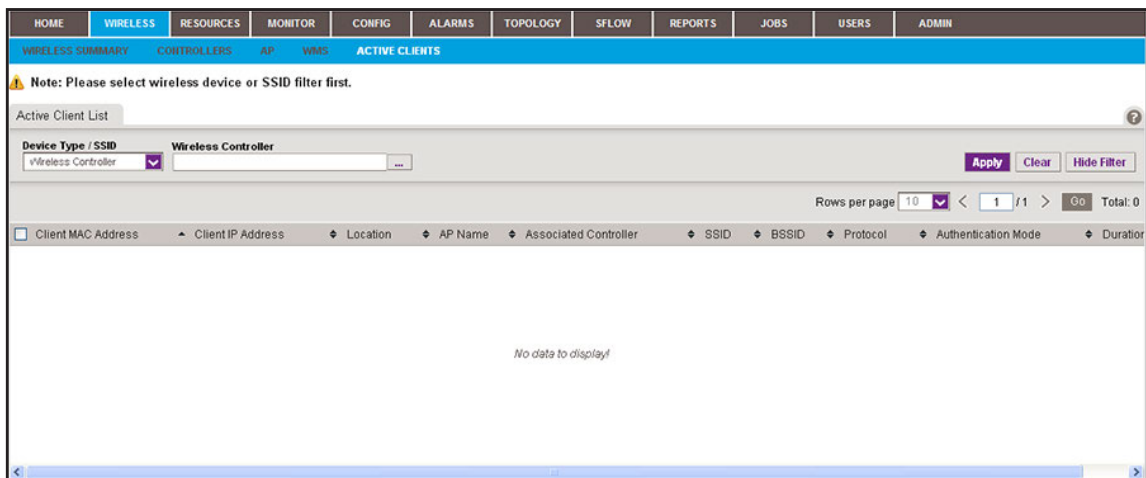 HOME WIRELESS RESOURCES MONITOR CONFIG ALARMS TOPOLOGY SFLOW REPORTS JOBS USERS ADMIN
WIRELESS SUMMARY CONTROLLERS AP WMS ACTIVE CLIENTS
Note: Please select wireless device or SSID filter first.
Active Client List
Device Type / SSID Wireless Controller
Wireless Controller ... Apply Clear Hide Filter
Rows per page 10 < 1 / 1 > Go Total: 0
Client MAC Address Client IP Address Location AP Name Associated Controller SSID BSSID Protocol Authentication Mode Duration
No data to display!